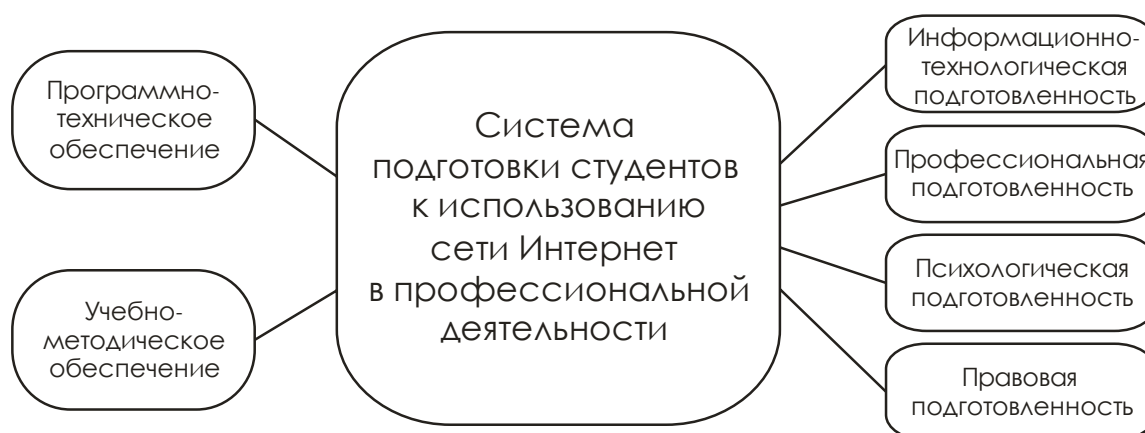 Программно-
техническое
обеспечение
Учебно-
методическое
обеспечение
Система
подготовки студентов
к использованию
сети Интернет
в профессиональной
деятельности
Информационно-
технологическая
подготовленность
Профессиональная
подготовленность
Психологическая
подготовленность
Правовая
подготовленность